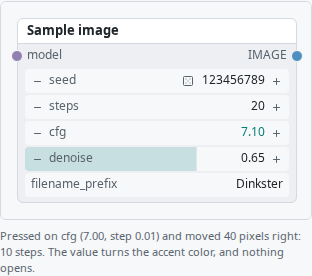 Sample image
model IMAGE
– seed 123456789 +
– steps 20 +
– cfg 7.10 +
– denoise 0.65 +
filename_prefix Dinkster
Pressed on cfg (7.00, step 0.01) and moved 40 pixels right:
10 steps. The value turns the accent color, and nothing
opens.